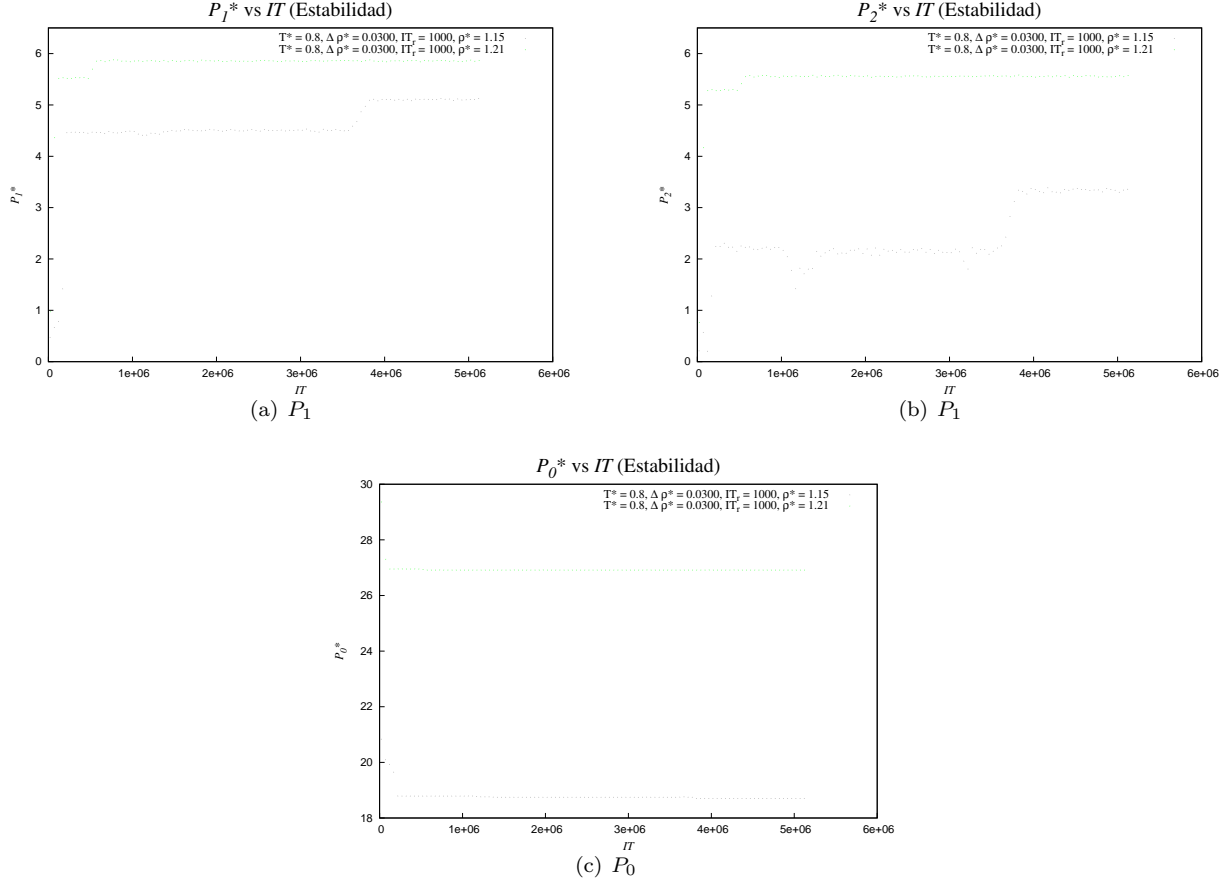 P1* vs IT (Estabilidad)
T* = 0.8, Δ ρ* = 0.0300, ITr = 1000, ρ* = 1.15
T* = 0.8, Δ ρ* = 0.0300, ITr = 1000, ρ* = 1.21
6
5
4
3
2
1
0
P1*
0
1e+06
2e+06
3e+06
4e+06
5e+06
6e+06
IT
(a) P1
P2* vs IT (Estabilidad)
T* = 0.8, Δ ρ* = 0.0300, ITr = 1000, ρ* = 1.15
T* = 0.8, Δ ρ* = 0.0300, ITr = 1000, ρ* = 1.21
6
5
4
3
2
1
0
P2*
0
1e+06
2e+06
3e+06
4e+06
5e+06
6e+06
IT
(b) P1
P0* vs IT (Estabilidad)
T* = 0.8, Δ ρ* = 0.0300, ITr = 1000, ρ* = 1.15
T* = 0.8, Δ ρ* = 0.0300, ITr = 1000, ρ* = 1.21
30
28
26
24
22
20
18
P0*
0
1e+06
2e+06
3e+06
4e+06
5e+06
6e+06
IT
(c) P0